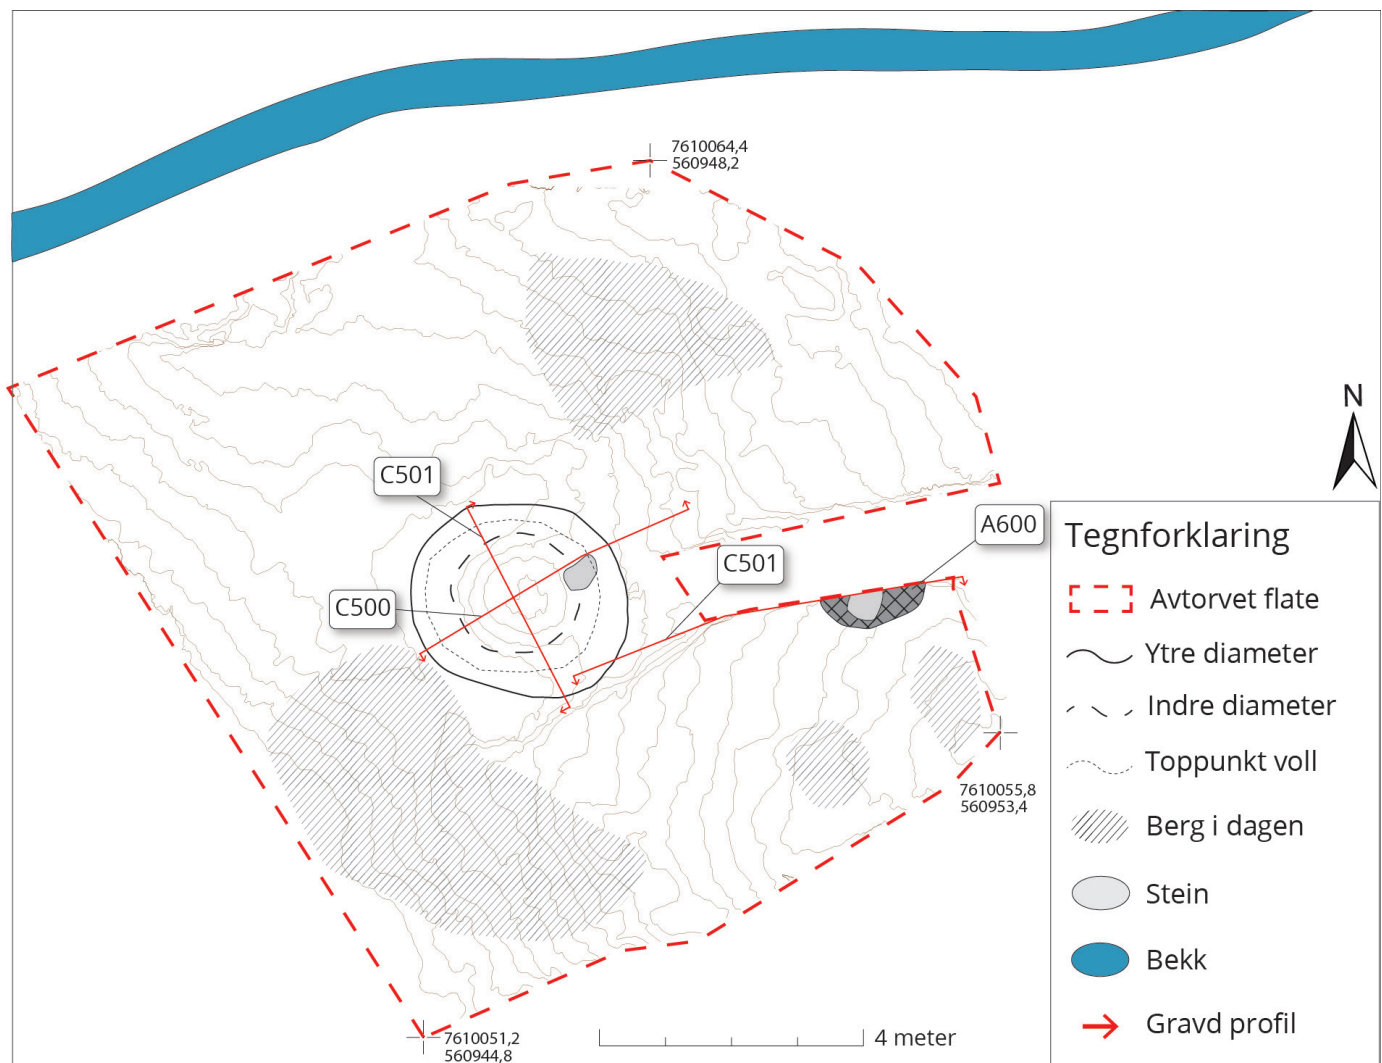 7610064,4
560948,2
N
C501
A600
C501
C500
7610055,8
560953,4
7610051,2
560944,8
4 meter
Tegnforklaring
Avtorvet flate
Ytre diameter
Indre diameter
Toppunkt voll
Berg i dagen
Stein
Bekk
Gravd profil